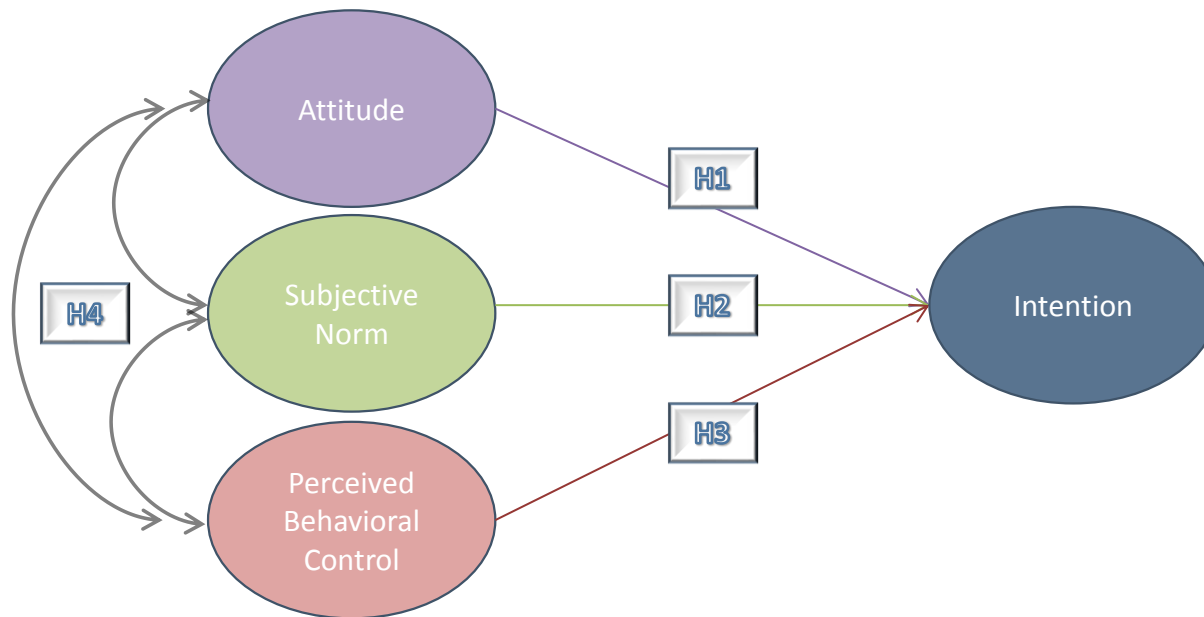 Attitude
H1
Subjective
Norm
H2
Intention
H4
Perceived
Behavioral
Control
H3